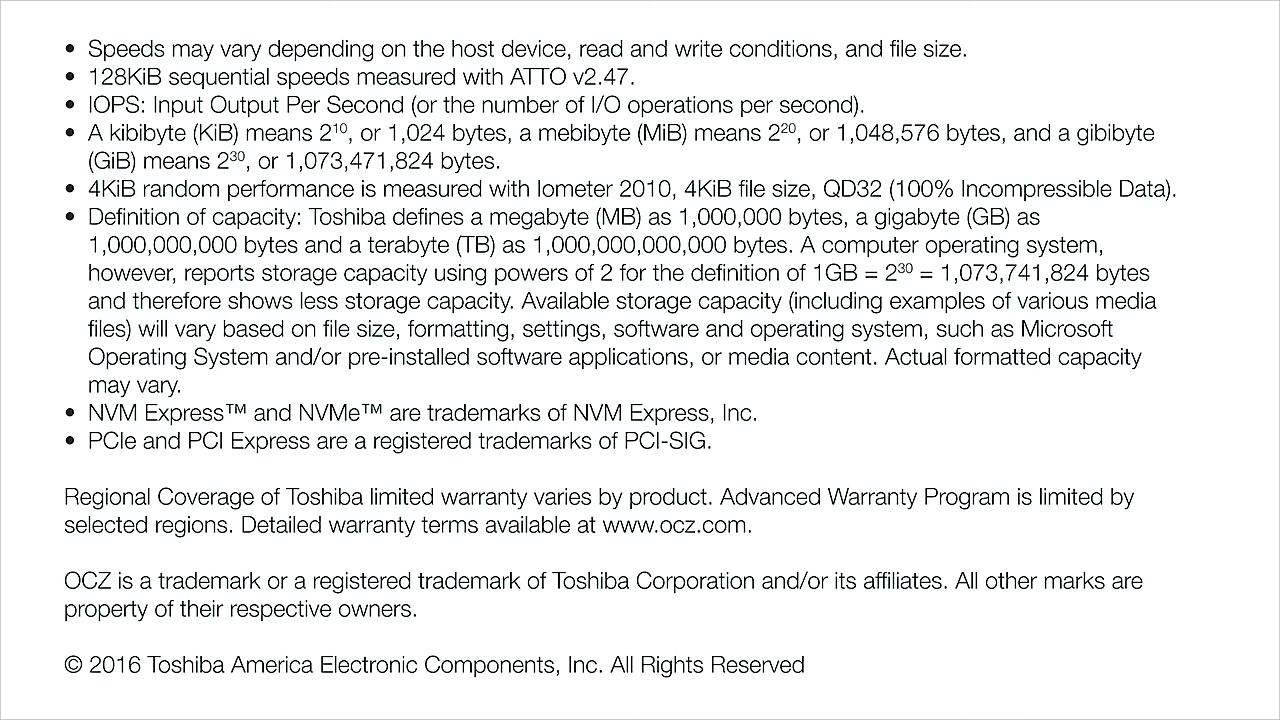 • Speeds may vary depending on the host device, read and write conditions, and file size.
• 128KiB sequential speeds measured with ATTO v2.47.
• IOPS: Input Output Per Second (or the number of I/O operations per second).
• A kibibyte (KiB) means 2¹⁰, or 1,024 bytes, a mebibyte (MiB) means 2²⁰, or 1,048,576 bytes, and a gibibyte
(GiB) means 2³⁰, or 1,073,471,824 bytes.
• 4KiB random performance is measured with Iometer 2010, 4KiB file size, QD32 (100% Incompressible Data).
• Definition of capacity: Toshiba defines a megabyte (MB) as 1,000,000 bytes, a gigabyte (GB) as
1,000,000,000 bytes and a terabyte (TB) as 1,000,000,000,000 bytes. A computer operating system,
however, reports storage capacity using powers of 2 for the definition of 1GB = 2³⁰ = 1,073,741,824 bytes
and therefore shows less storage capacity. Available storage capacity (including examples of various media
files) will vary based on file size, formatting, settings, software and operating system, such as Microsoft
Operating System and/or pre-installed software applications, or media content. Actual formatted capacity
may vary.
• NVM Express™ and NVMe™ are trademarks of NVM Express, Inc.
• PCIe and PCI Express are a registered trademarks of PCI-SIG.
Regional Coverage of Toshiba limited warranty varies by product. Advanced Warranty Program is limited by
selected regions. Detailed warranty terms available at www.ocz.com.
OCZ is a trademark or a registered trademark of Toshiba Corporation and/or its affiliates. All other marks are
property of their respective owners.
© 2016 Toshiba America Electronic Components, Inc. All Rights Reserved